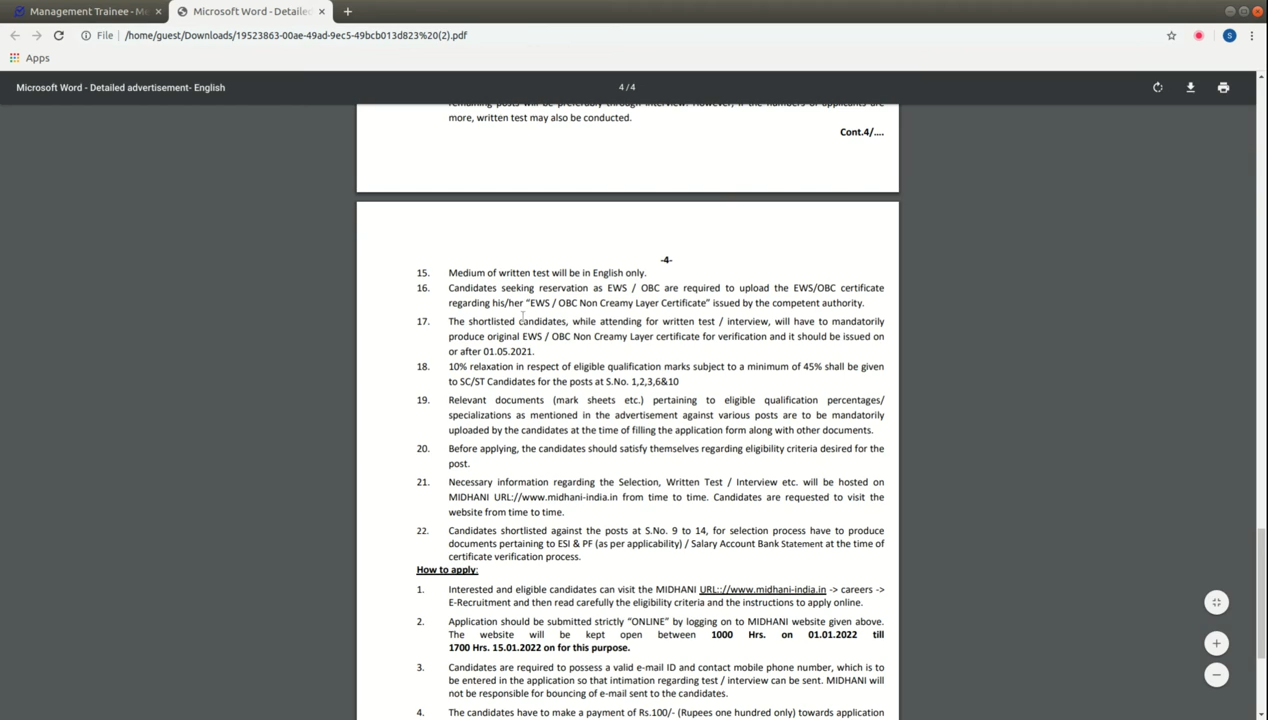 Management Trainee - M
Microsoft Word - Detailed
File
/home/guest/Downloads/19523863-00ae-49ad-9ec5-49bcb013d823%20(2).pdf
S
Apps
Microsoft Word - Detailed advertisement- English
4 / 4
remaining posts will be preferably through interview. However, if the numbers of applicants are
more, written test may also be conducted.
Cont.4/....
-4-
15. Medium of written test will be in English only.
16. Candidates seeking reservation as EWS / OBC are required to upload the EWS/OBC certificate
regarding his/her “EWS / OBC Non Creamy Layer Certificate” issued by the competent authority.
17. The shortlisted candidates, while attending for written test / interview, will have to mandatorily
produce original EWS / OBC Non Creamy Layer certificate for verification and it should be issued on
or after 01.05.2021.
18. 10% relaxation in respect of eligible qualification marks subject to a minimum of 45% shall be given
to SC/ST Candidates for the posts at S.No. 1,2,3,6&10
19. Relevant documents (mark sheets etc.) pertaining to eligible qualification percentages/
specializations as mentioned in the advertisement against various posts are to be mandatorily
uploaded by the candidates at the time of filling the application form along with other documents.
20. Before applying, the candidates should satisfy themselves regarding eligibility criteria desired for the
post.
21. Necessary information regarding the Selection, Written Test / Interview etc. will be hosted on
MIDHANI URL://www.midhani-india.in from time to time. Candidates are requested to visit the
website from time to time.
22. Candidates shortlisted against the posts at S.No. 9 to 14, for selection process have to produce
documents pertaining to ESI & PF (as per applicability) / Salary Account Bank Statement at the time of
certificate verification process.
How to apply:
1. Interested and eligible candidates can visit the MIDHANI URL:://www.midhani-india.in -> careers ->
E-Recruitment and then read carefully the eligibility criteria and the instructions to apply online.
2. Application should be submitted strictly “ONLINE” by logging on to MIDHANI website given above.
The website will be kept open between 1000 Hrs. on 01.01.2022 till
1700 Hrs. 15.01.2022 on for this purpose.
3. Candidates are required to possess a valid e-mail ID and contact mobile phone number, which is to
be entered in the application so that intimation regarding test / interview can be sent. MIDHANI will
not be responsible for bouncing of e-mail sent to the candidates.
4. The candidates have to make a payment of Rs.100/- (Rupees one hundred only) towards application